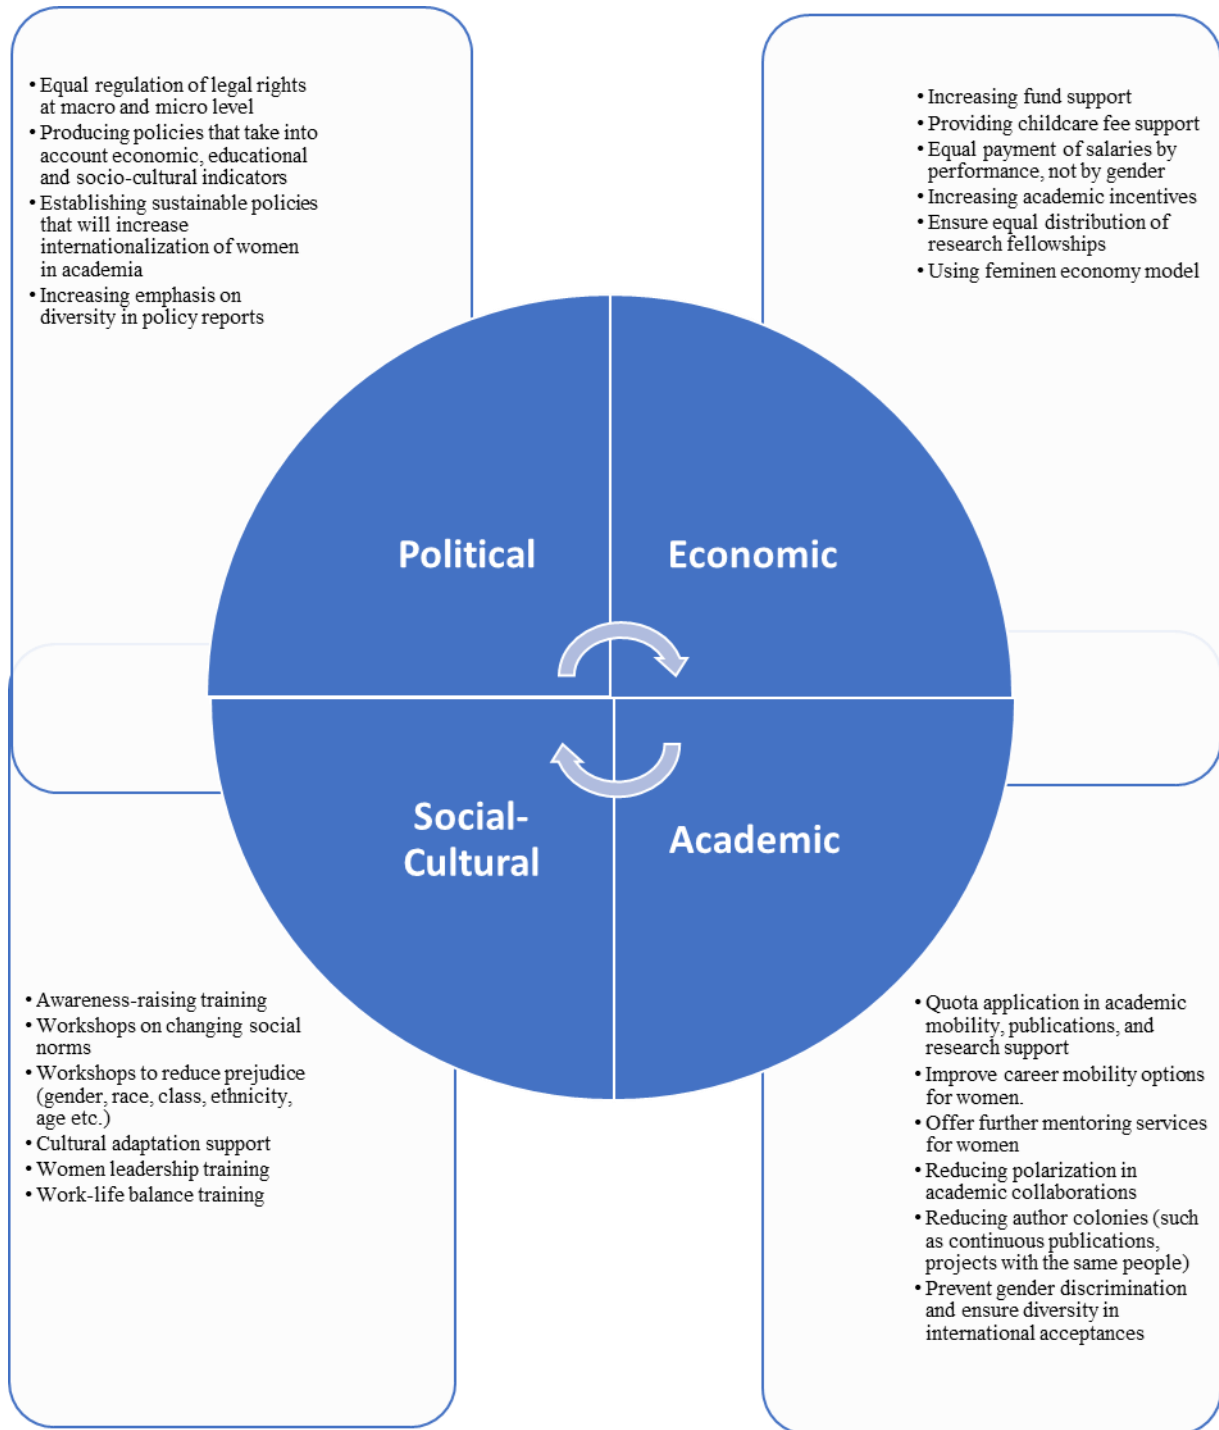 • Equal regulation of legal rights
at macro and micro level
• Producing policies that take into
account economic, educational
and socio-cultural indicators
• Establishing sustainable policies
that will increase
internationalization of women
in academia
• Increasing emphasis on
diversity in policy reports
• Increasing fund support
• Providing childcare fee support
• Equal payment of salaries by
performance, not by gender
• Increasing academic incentives
• Ensure equal distribution of
research fellowships
• Using feminen economy model
Political
Economic
Social-
Cultural
Academic
• Awareness-raising training
• Workshops on changing social
norms
• Workshops to reduce prejudice
(gender, race, class, ethnicity,
age etc.)
• Cultural adaptation support
• Women leadership training
• Work-life balance training
• Quota application in academic
mobility, publications, and
research support
• Improve career mobility options
for women.
• Offer further mentoring services
for women
• Reducing polarization in
academic collaborations
• Reducing author colonies (such
as continuous publications,
projects with the same people)
• Prevent gender discrimination
and ensure diversity in
international acceptances